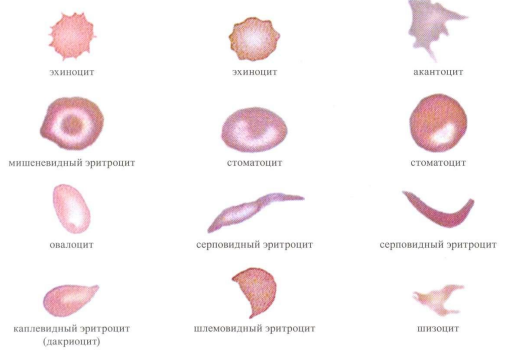 эхиноцит
эхиноцит
акантоцит
мишеневидный эритроцит
стоматоцит
стоматоцит
овалоцит
серповидный эритроцит
серповидный эритроцит
каплевидный эритроцит
(дакриоцит)
шлемовидный эритроцит
шизоцит